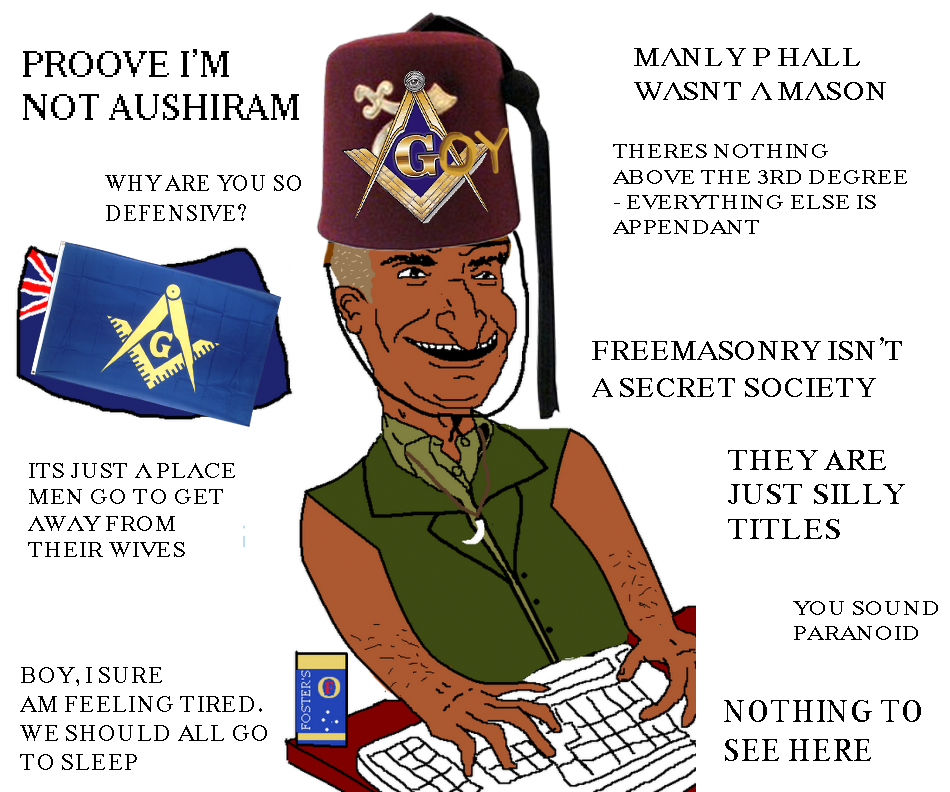 PROOVE I'M
NOT AUSHIRAM
WHY ARE YOU SO
DEFENSIVE?
GOY
G
ITS JUST A PLACE
MEN GO TO GET
AWAY FROM
THEIR WIVES
BOY, I SURE
AM FEELING TIRED.
WE SHOULD ALL GO
TO SLEEP
FOSTER'S
MANLY P HALL
WASNT A MASON
THERES NOTHING
ABOVE THE 3RD DEGREE
- EVERYTHING ELSE IS
APPENDANT
FREEMASONRY ISN'T
A SECRET SOCIETY
THEY ARE
JUST SILLY
TITLES
YOU SOUND
PARANOID
NOTHING TO
SEE HERE